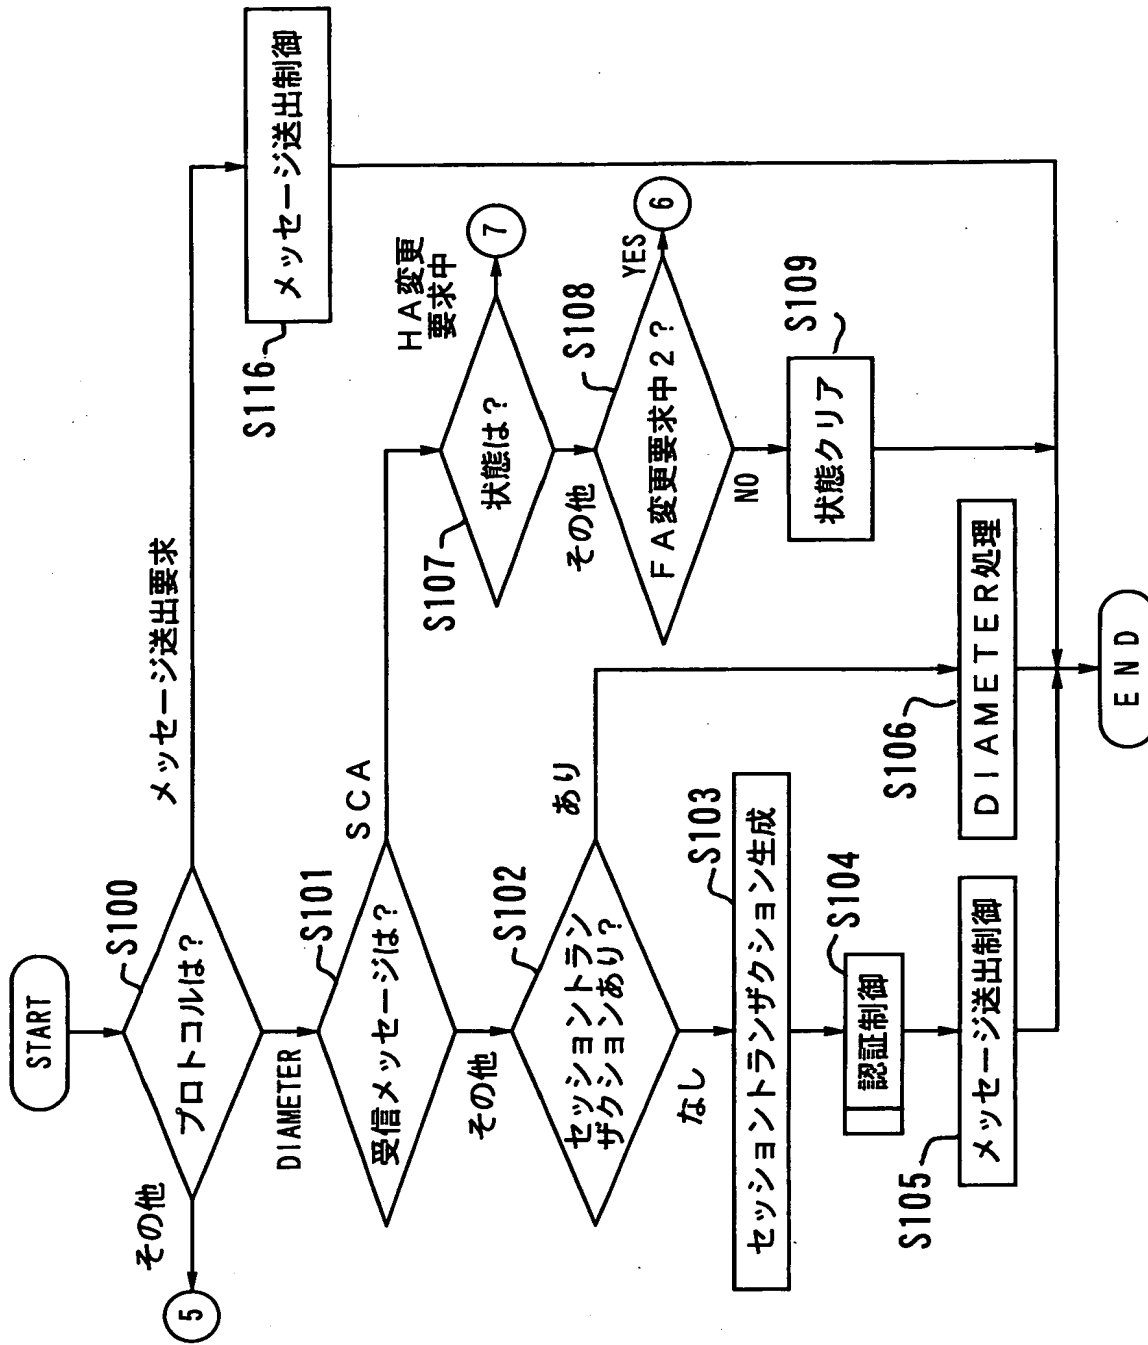 START
S100
プロトコルは?
その他
5
メッセージ送出要求
S116
メッセージ送出制御
DIAMETER
S101
受信メッセージは?
SCA
S107
状態は?
HA変更
要求中
7
その他
S108
FA変更要求中2?
YES
6
NO
S109
状態クリア
その他
S102
セッショントラン
ザクションあり?
あり
S106
DIAMETER処理
なし
S103
セッショントランザクション生成
S104
認証制御
S105
メッセージ送出制御
END